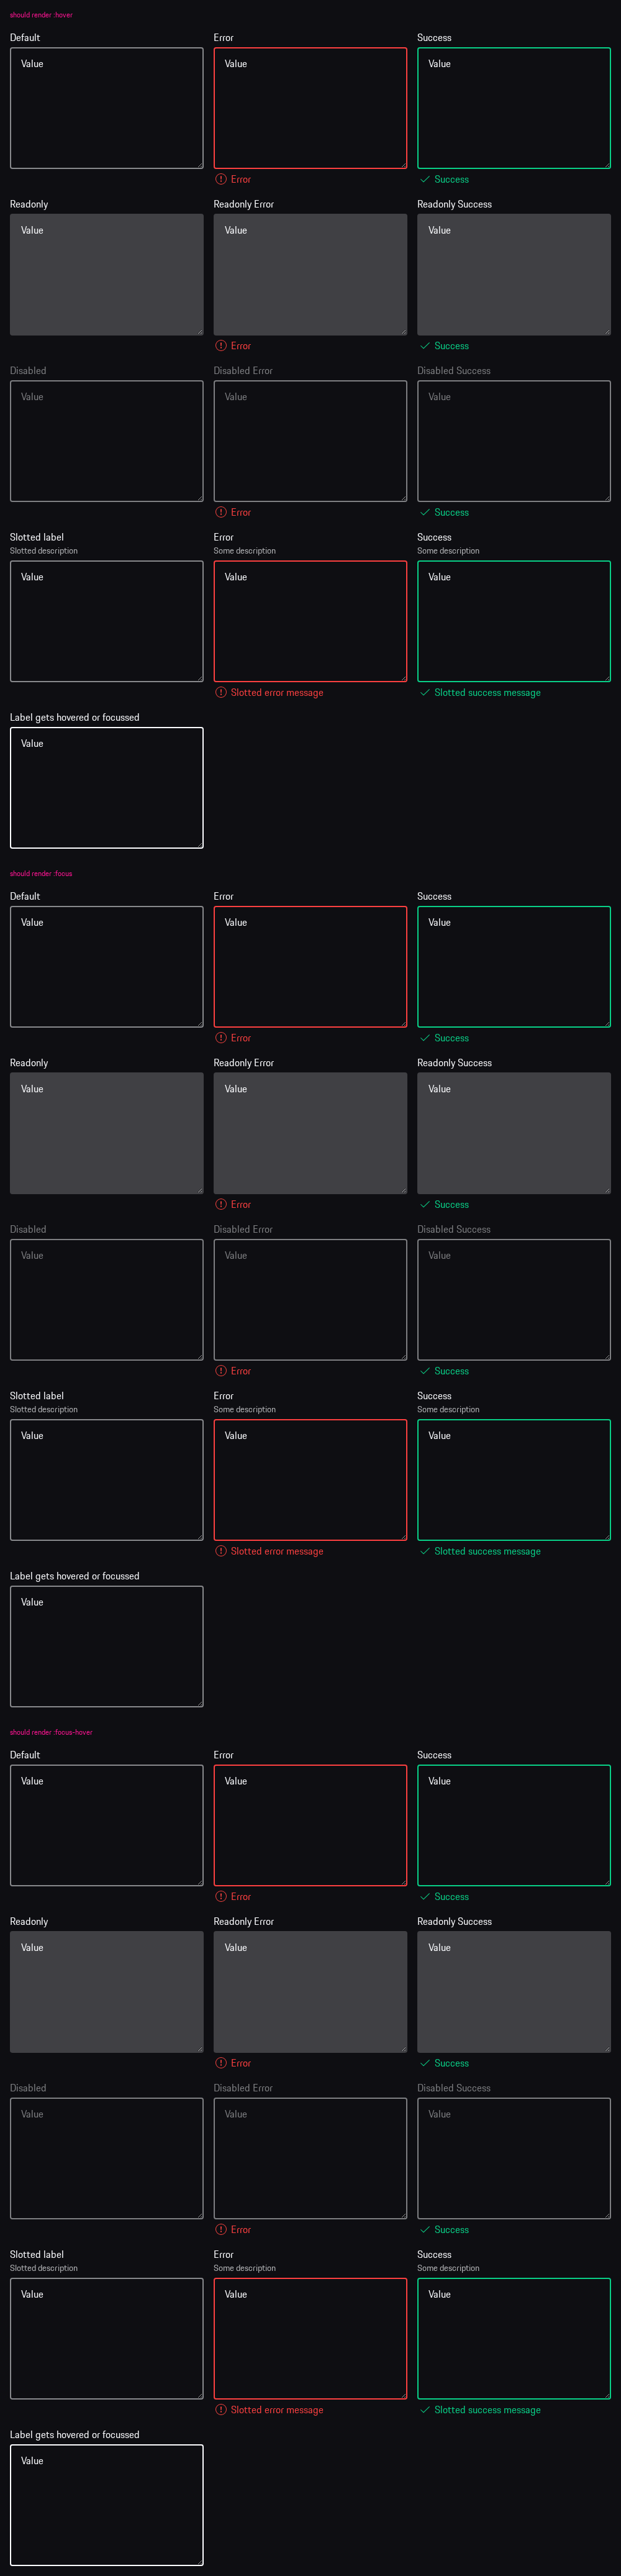 should render :hover
Default Error Success
Value Value Value
Error Success
Readonly Readonly Error Readonly Success
Value Value Value
Error Success
Disabled Disabled Error Disabled Success
Value Value Value
Error Success
Slotted label Error Success
Slotted description Some description Some description
Value Value Value
Slotted error message Slotted success message
Label gets hovered or focussed
Value
should render :focus
Default Error Success
Value Value Value
Error Success
Readonly Readonly Error Readonly Success
Value Value Value
Error Success
Disabled Disabled Error Disabled Success
Value Value Value
Error Success
Slotted label Error Success
Slotted description Some description Some description
Value Value Value
Slotted error message Slotted success message
Label gets hovered or focussed
Value
should render :focus-hover
Default Error Success
Value Value Value
Error Success
Readonly Readonly Error Readonly Success
Value Value Value
Error Success
Disabled Disabled Error Disabled Success
Value Value Value
Error Success
Slotted label Error Success
Slotted description Some description Some description
Value Value Value
Slotted error message Slotted success message
Label gets hovered or focussed
Value